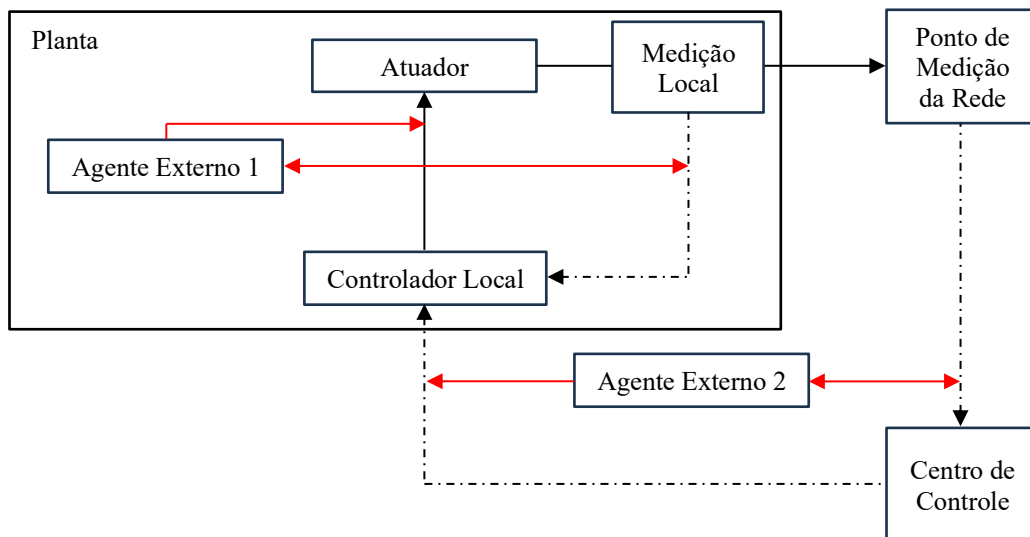 Planta
Atuador
Medição
Local
Ponto de
Medição
da Rede
Agente Externo 1
Controlador Local
Agente Externo 2
Centro de
Controle